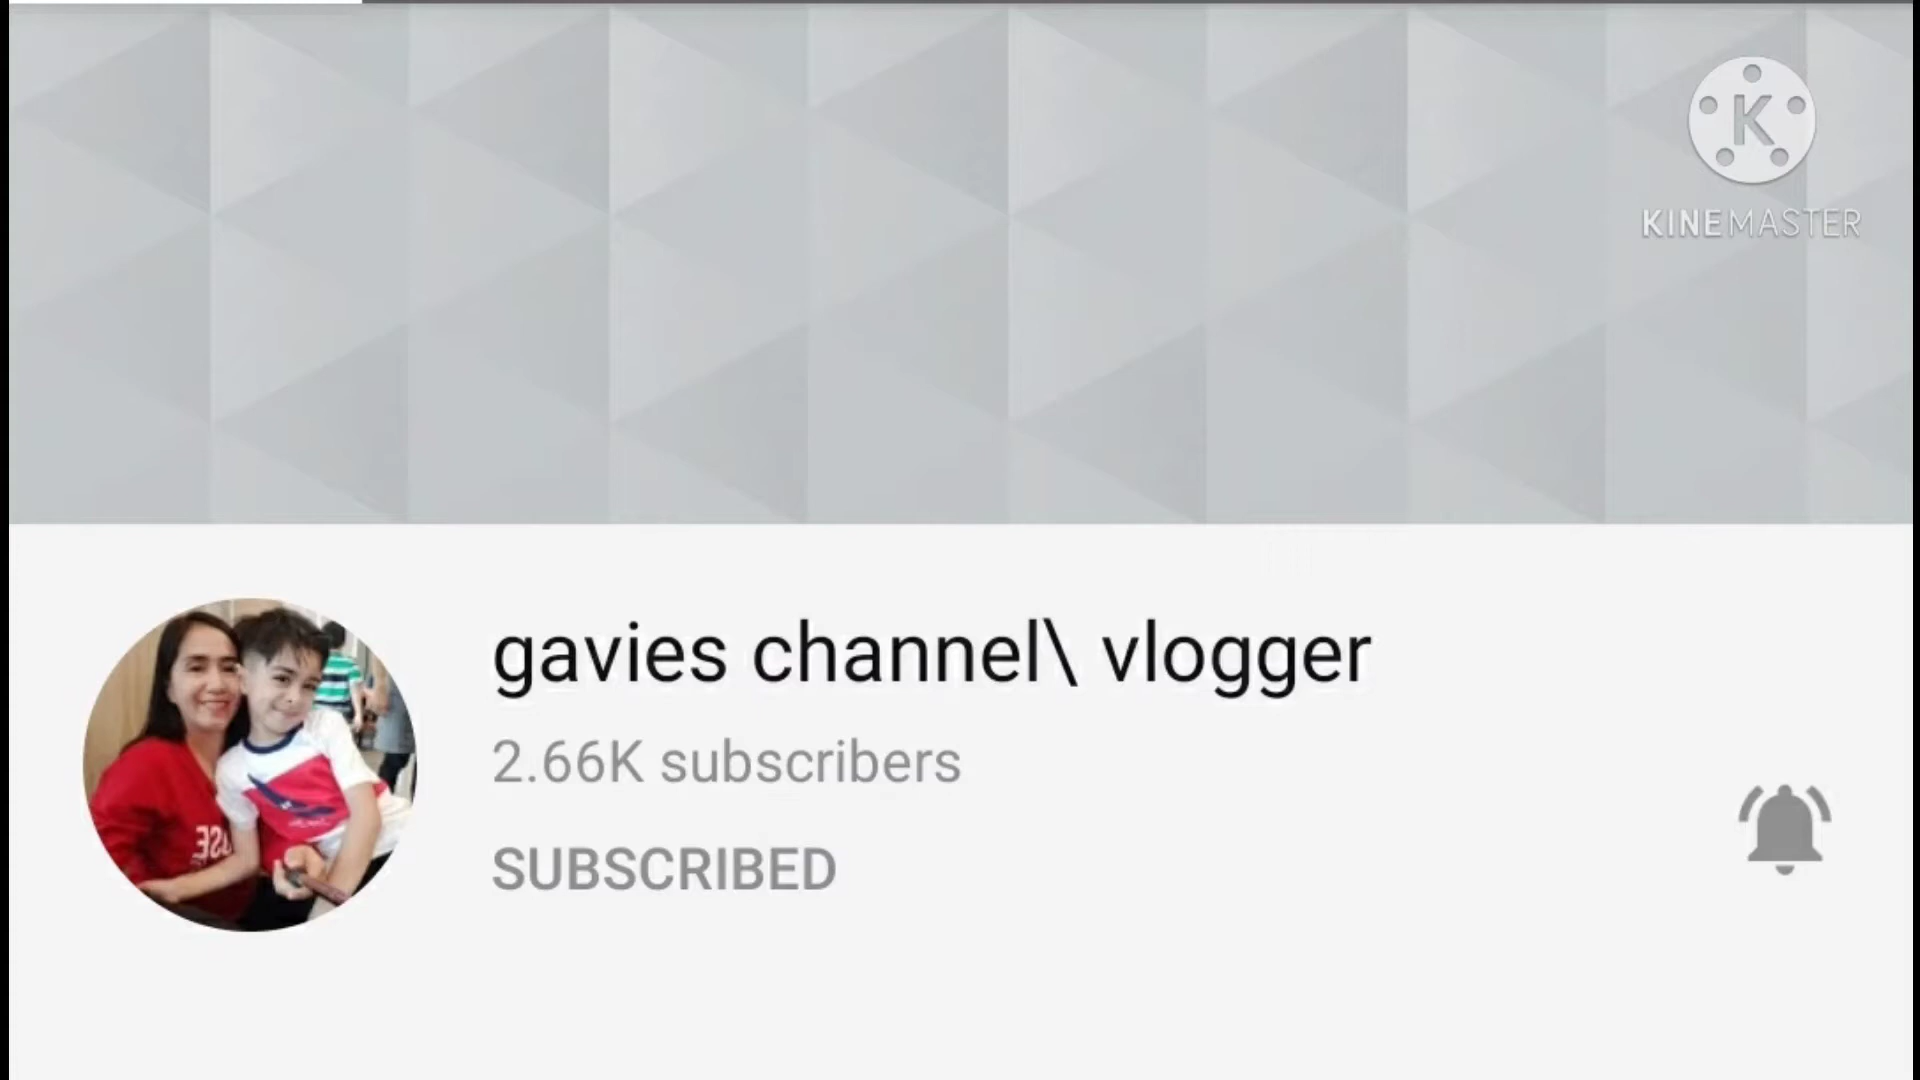 K
KINEMASTER
gavies channel\ vlogger
2.66K subscribers
SUBSCRIBED